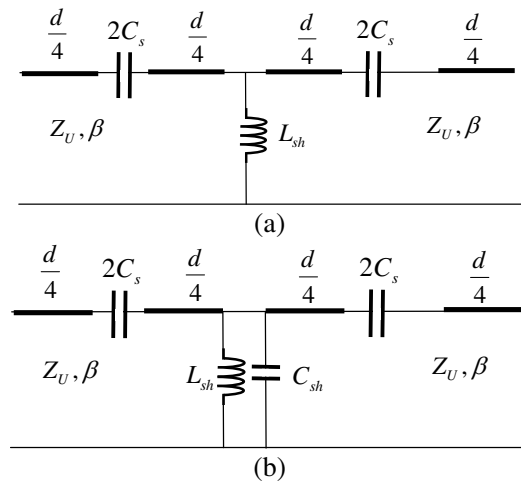 d/4 2C_s d/4 d/4 2C_s d/4
Z_U, β L_sh Z_U, β
(a)
d/4 2C_s d/4 d/4 2C_s d/4
Z_U, β L_sh C_sh Z_U, β
(b)